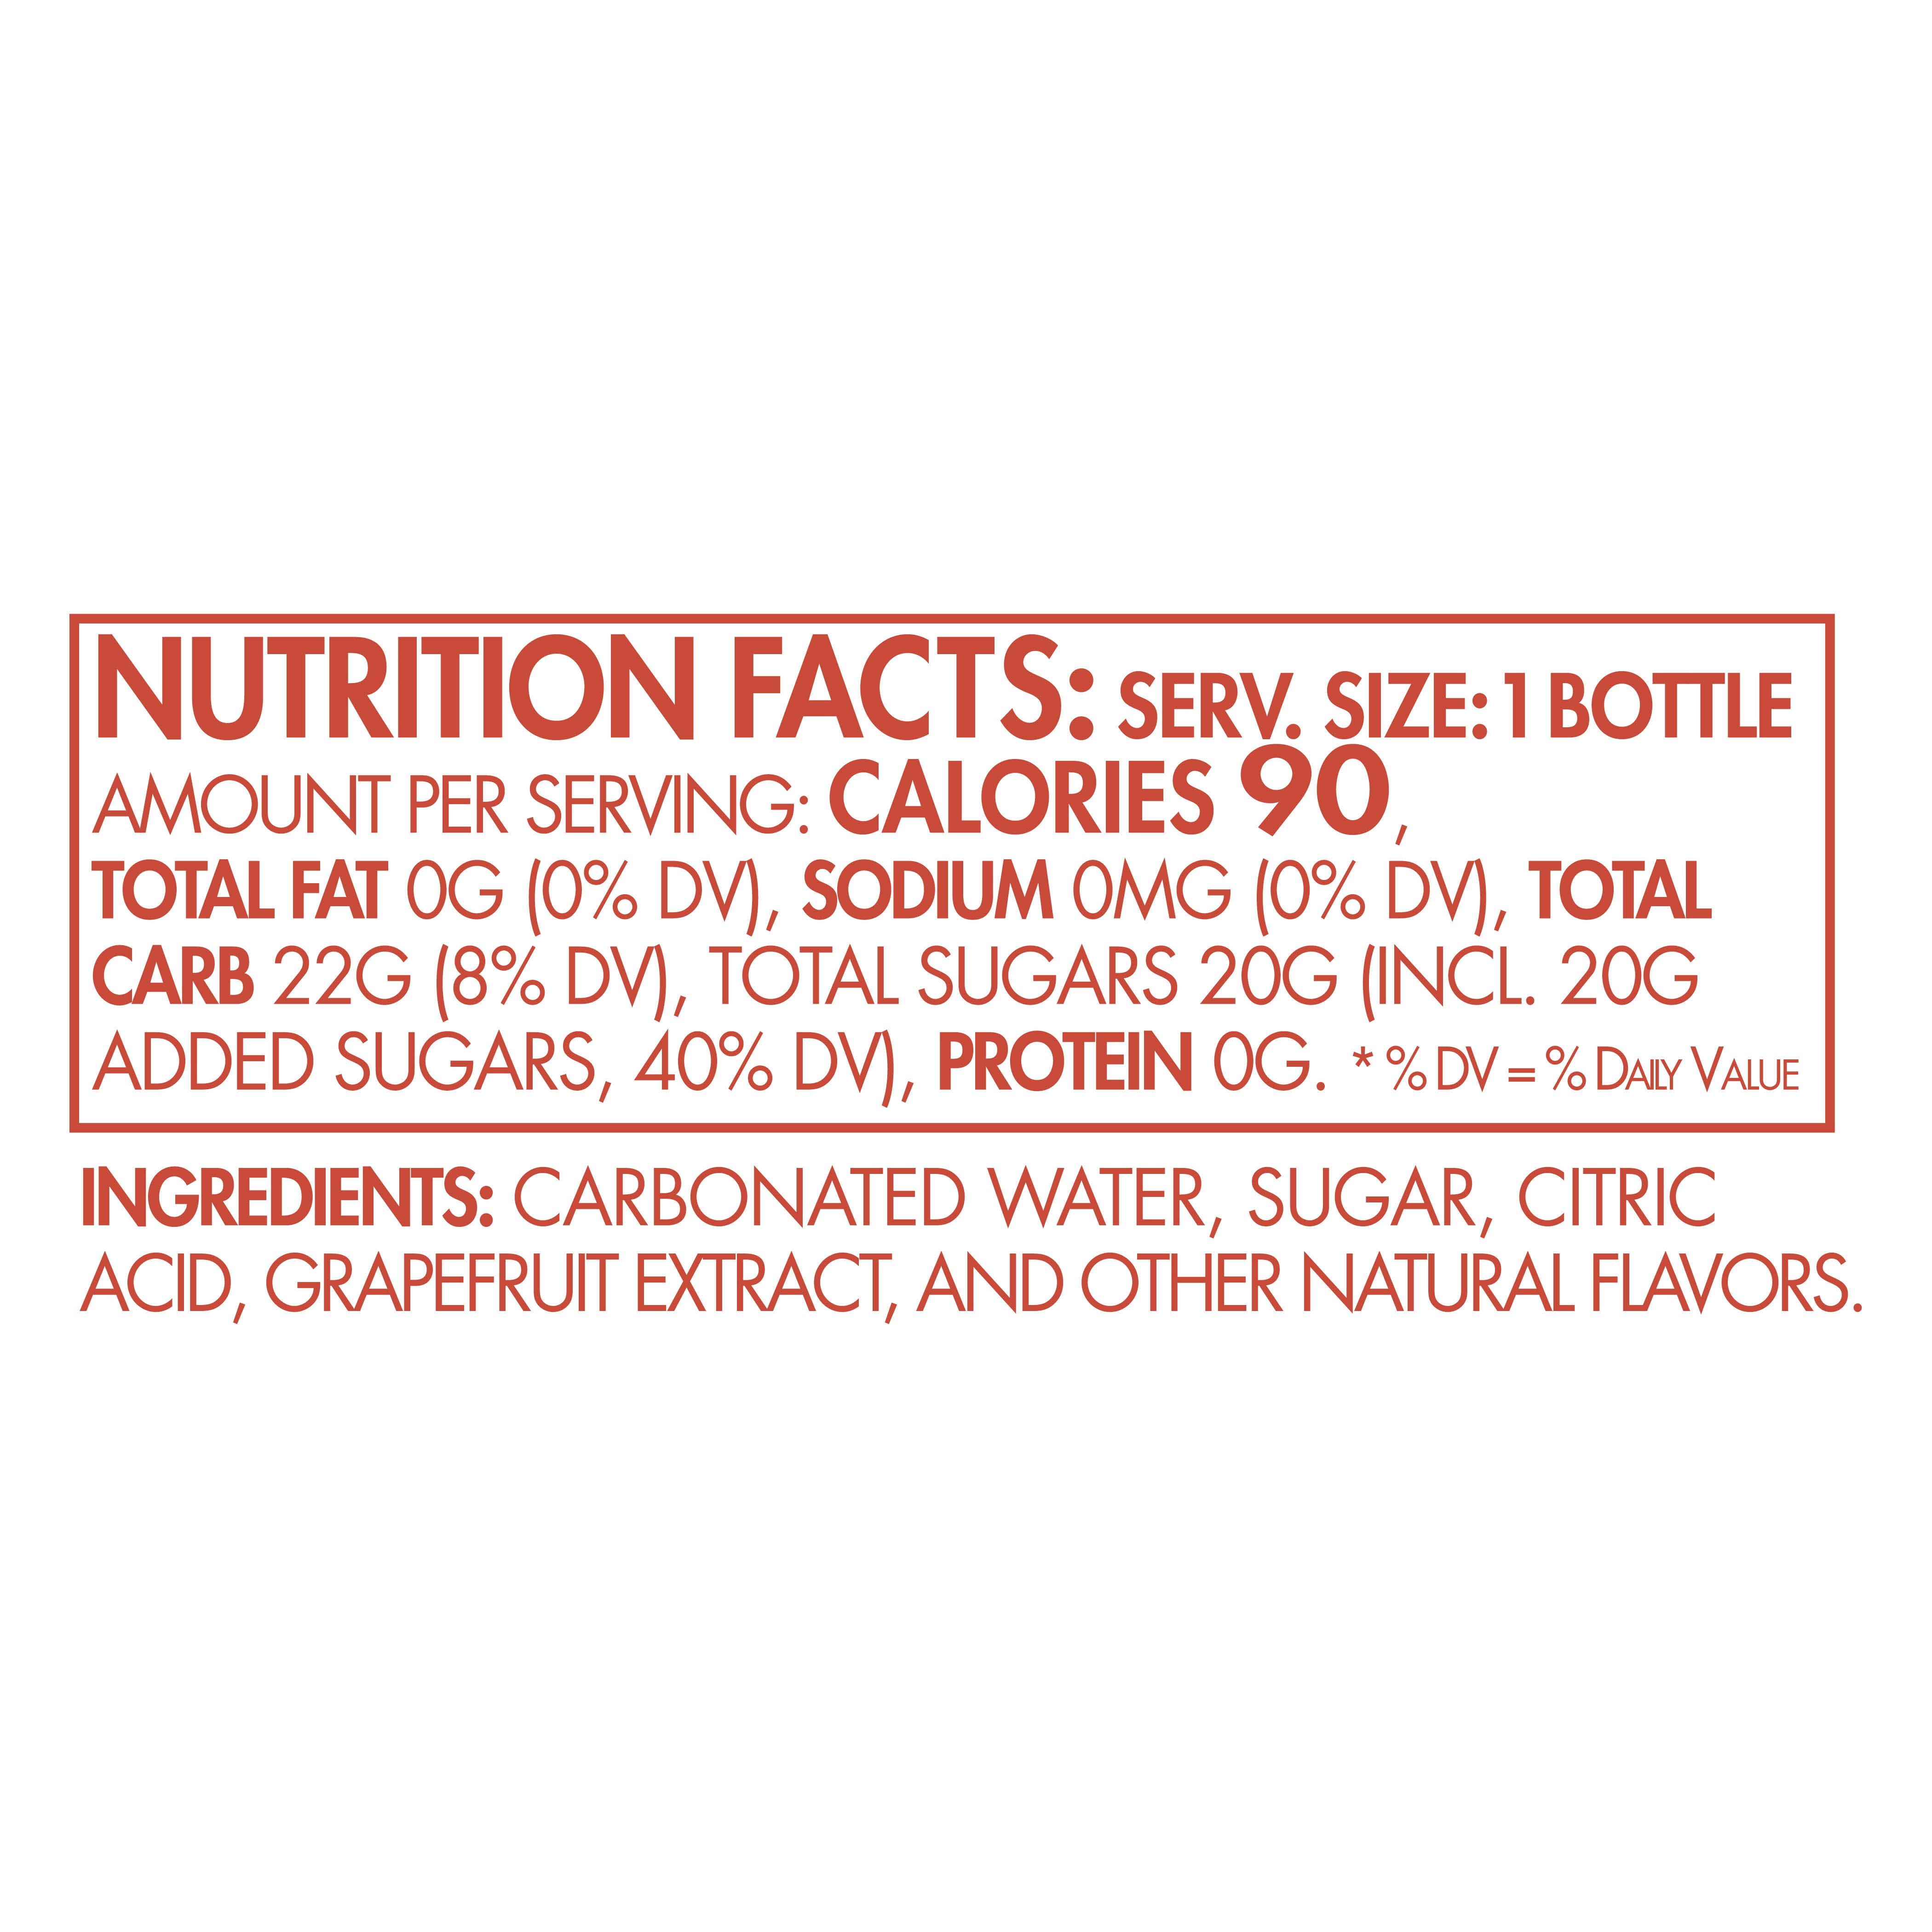 NUTRITION FACTS: SERV. SIZE: 1 BOTTLE
AMOUNT PER SERVING: CALORIES 90,
TOTAL FAT 0G (0% DV), SODIUM 0MG (0% DV), TOTAL
CARB 22G (8% DV), TOTAL SUGARS 20G (INCL. 20G
ADDED SUGARS, 40% DV), PROTEIN 0G. *% DV = % DAILY VALUE
INGREDIENTS: CARBONATED WATER, SUGAR, CITRIC
ACID, GRAPEFRUIT EXTRACT, AND OTHER NATURAL FLAVORS.